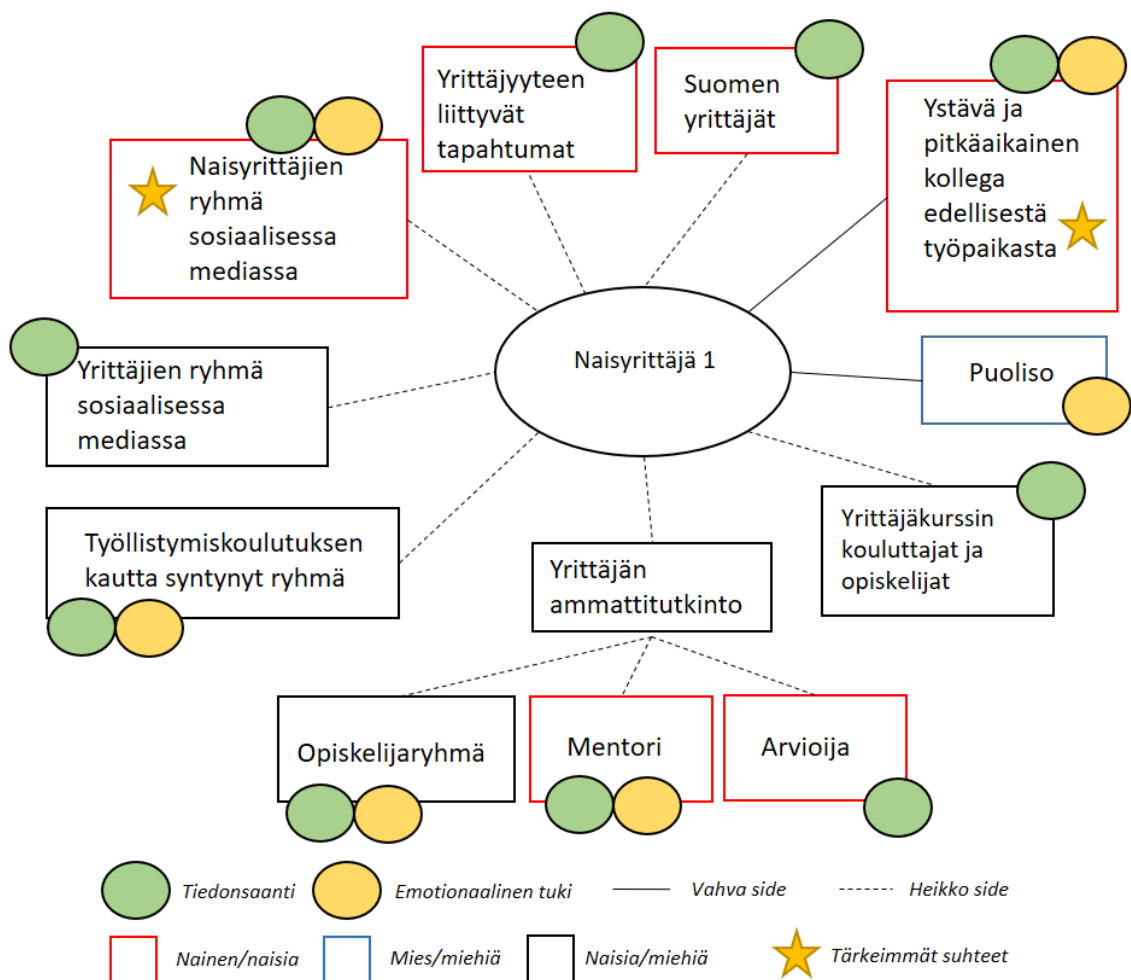 Yrittäjyyteen
liittyvät
tapahtumat
Suomen
yrittäjät
Ystävä ja
pitkäaikainen
kollega
edellisestä
työpaikasta
Naisyrittäjien
ryhmä
sosiaalisessa
mediassa
Naisyrittäjä 1
Puoliso
Yrittäjien ryhmä
sosiaalisessa
mediassa
Yrittäjäkurssin
kouluttajat ja
opiskelijat
Työllistymiskoulutuksen
kautta syntynyt ryhmä
Yrittäjän
ammattitutkinto
Opiskelijaryhmä
Mentori
Arvioija
Tiedonsaanti
Emotionaalinen tuki
Vahva side
Heikko side
Nainen/naisia
Mies/miehiä
Naisia/miehiä
Tärkeimmät suhteet